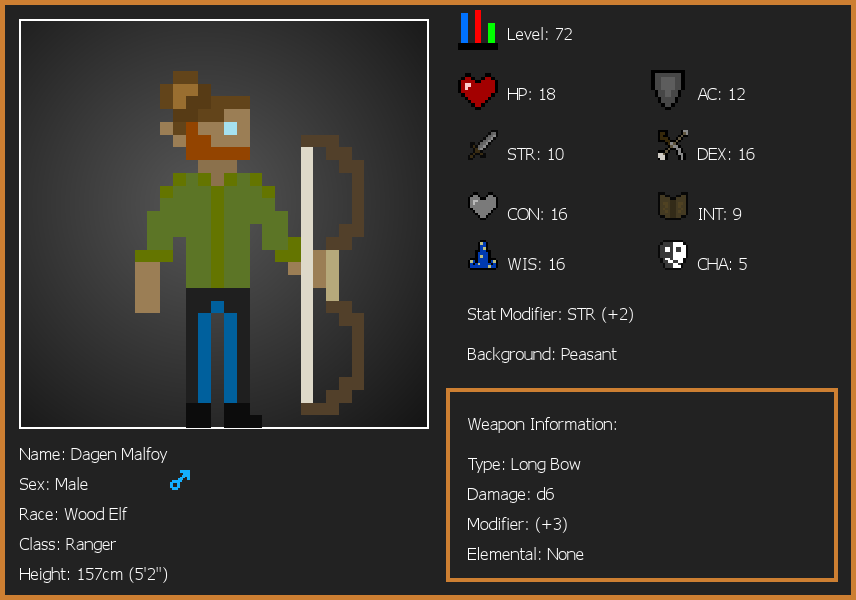 Level: 72
HP: 18
AC: 12
STR: 10
DEX: 16
CON: 16
INT: 9
WIS: 16
CHA: 5
Stat Modifier: STR (+2)
Background: Peasant
Weapon Information:
Type: Long Bow
Damage: d6
Modifier: (+3)
Elemental: None
Name: Dagen Malfoy
Sex: Male
Race: Wood Elf
Class: Ranger
Height: 157cm (5'2")